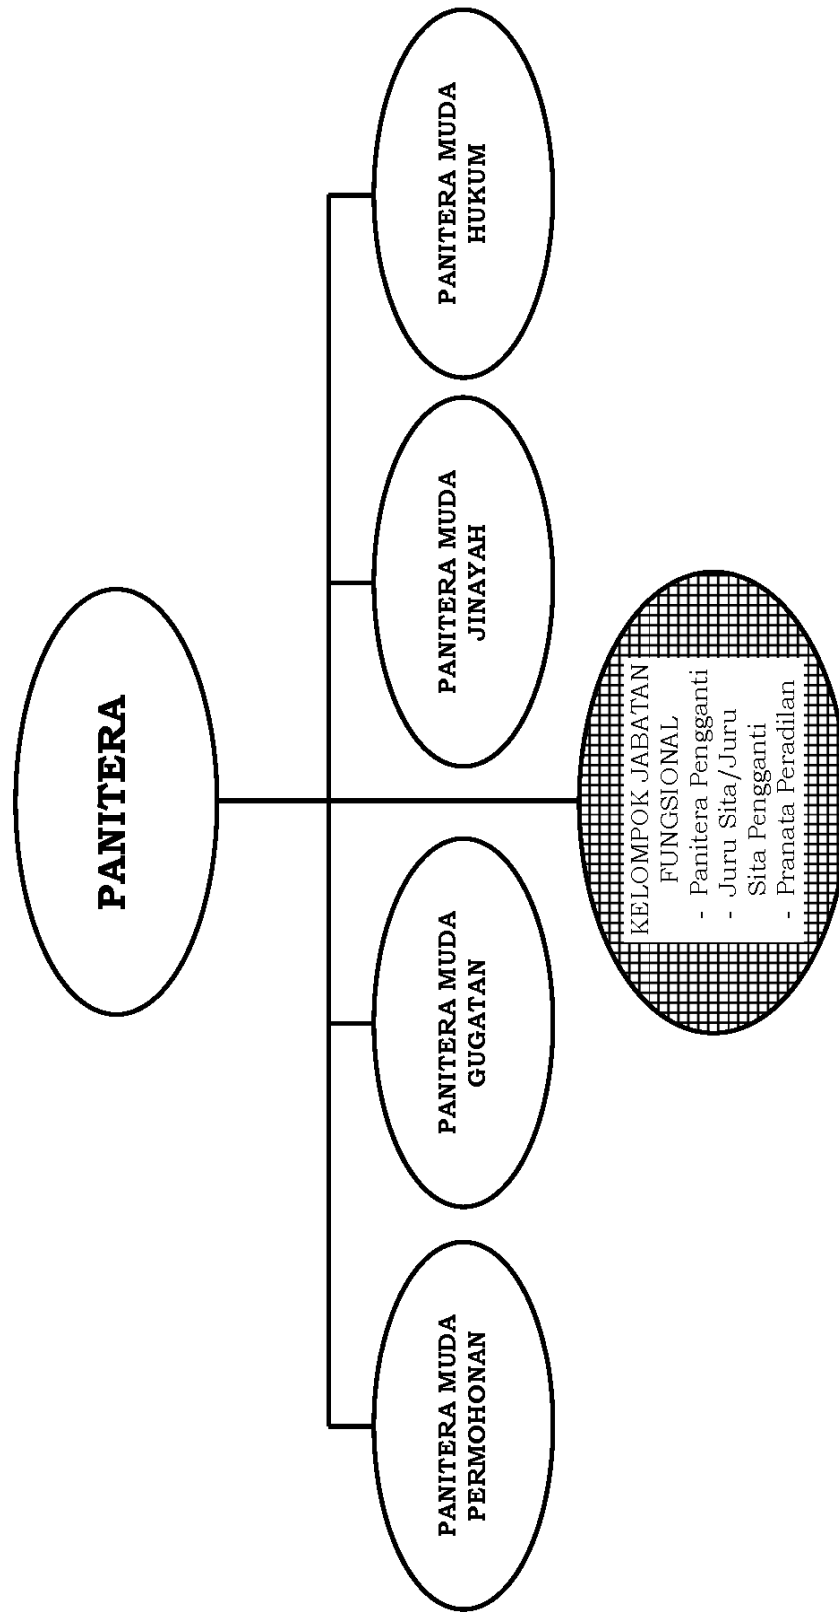 PANITERA
PANITERA MUDA
PERMOHONAN
PANITERA MUDA
GUGATAN
PANITERA MUDA
JINAYAH
PANITERA MUDA
HUKUM
KELOMPOK JABATAN
FUNGSIONAL
- Panitera Pengganti
- Juru Sita/Juru
Sita Pengganti
- Pranata Peradilan